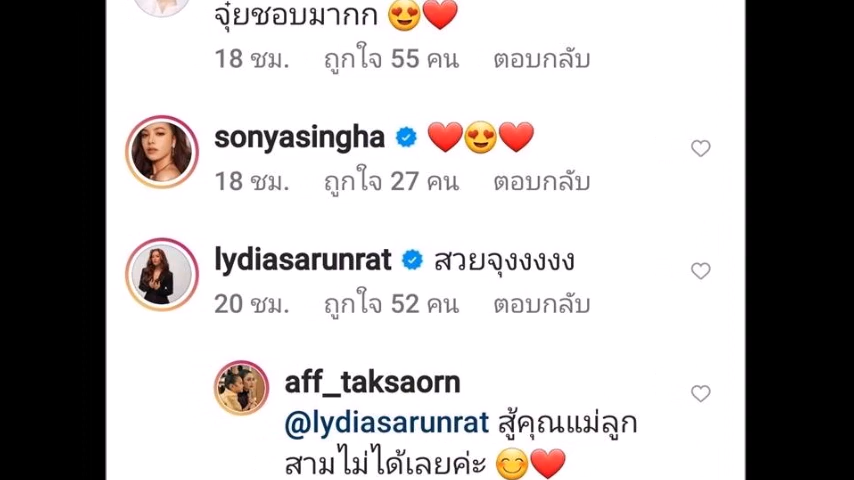 จุ๋ยชอบมากก 😍❤️
18 ชม. ถูกใจ 55 คน ตอบกลับ
sonyasingha ❤️😍❤️
18 ชม. ถูกใจ 27 คน ตอบกลับ
lydiasarunrat สวยจุงงงงง
20 ชม. ถูกใจ 52 คน ตอบกลับ
aff_taksaorn
@lydiasarunrat สู้คุณแม่ลูก
สามไม่ได้เลยค่ะ 😊❤️